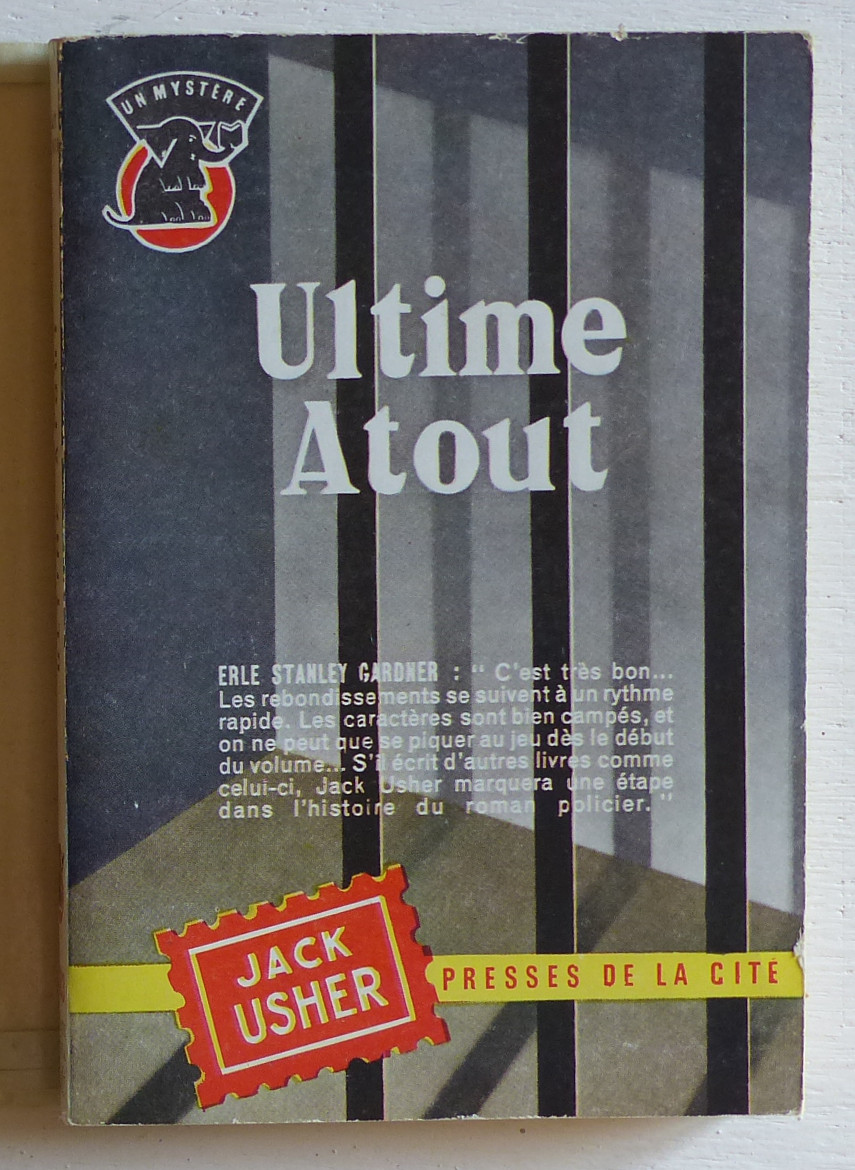 UN MYSTÈRE
Ultime
Atout
ERLE STANLEY GARDNER : " C'est très bon...
Les rebondissements se suivent à un rythme
rapide. Les caractères sont bien campés, et
on ne peut que se piquer au jeu dès le début
du volume... S'il écrit d'autres livres comme
celui-ci, Jack Usher marquera une étape
dans l'histoire du roman policier. "
JACK
USHER
PRESSES DE LA CITÉ